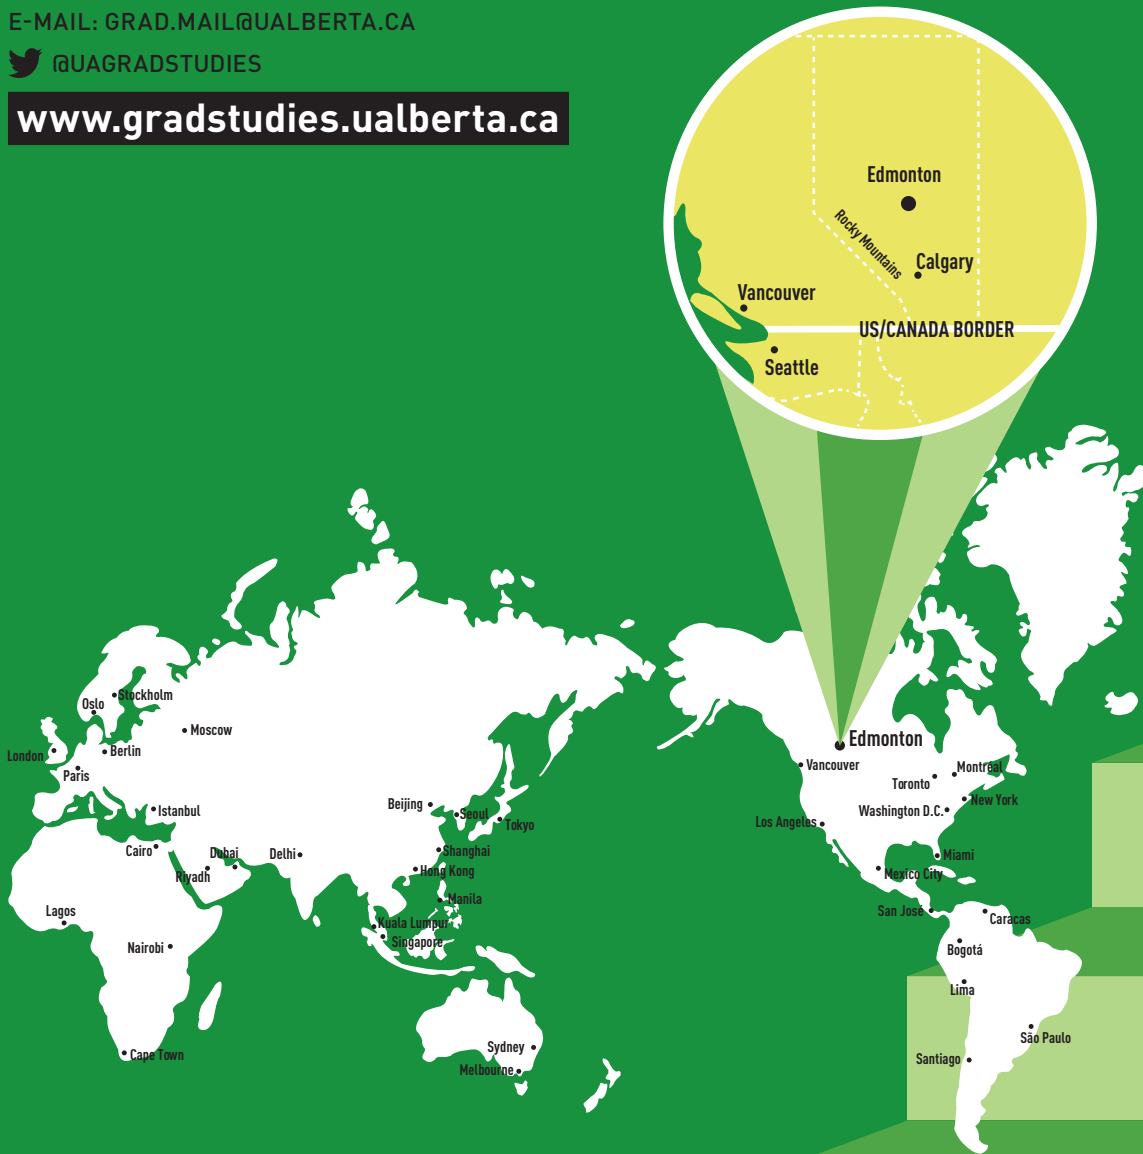 E-MAIL: GRAD.MAIL@UALBERTA.CA
@UAGRADSTUDIES
www.gradstudies.ualberta.ca
Edmonton
Rocky Mountains
Calgary
Vancouver
US/CANADA BORDER
Seattle
Stockholm
Oslo
Moscow
London
Berlin
Paris
Istanbul
Cairo
Dubai
Riyadh
Delhi
Beijing
Seoul
Tokyo
Shanghai
Hong Kong
Manila
Kuala Lumpur
Singapore
Lagos
Nairobi
Cape Town
Sydney
Melbourne
Edmonton
Vancouver
Montréal
Toronto
New York
Washington D.C.
Los Angeles
Miami
Mexico City
San José
Caracas
Bogotá
Lima
São Paulo
Santiago